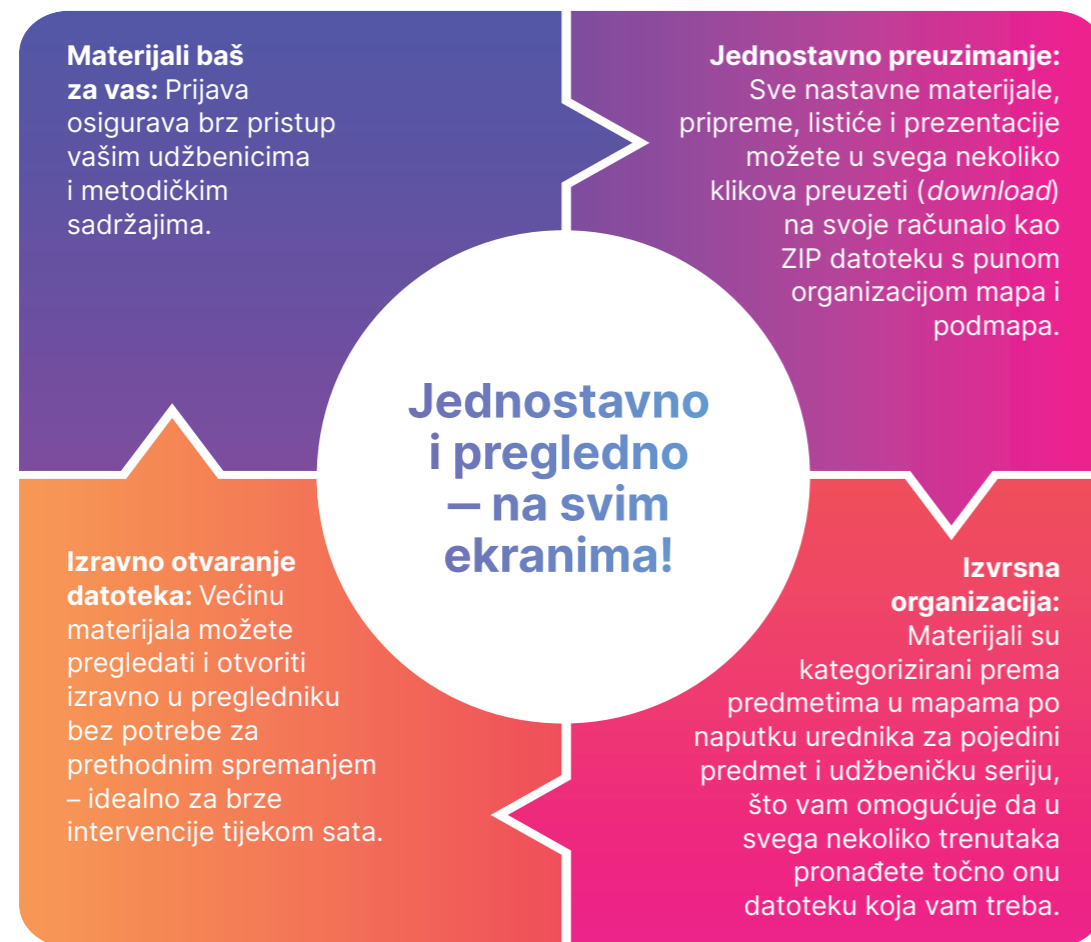 Materijali baš
za vas: Prijava
osigurava brz pristup
vašim udžbenicima
i metodičkim
sadržajima.
Jednostavno preuzimanje:
Sve nastavne materijale,
pripreme, listiće i prezentacije
možete u svega nekoliko
klikova preuzeti (download)
na svoje računalo kao
ZIP datoteku s punom
organizacijom mapa i
podmapa.
Jednostavno
i pregledno
— na svim
ekranima!
Izravno otvaranje
datoteka: Većinu
materijala možete
pregledati i otvoriti
izravno u pregledniku
bez potrebe za
prethodnim spremanjem
– idealno za brze
intervencije tijekom sata.
Izvrsna
organizacija:
Materijali su
kategorizirani prema
predmetima u mapama po
naputku urednika za pojedini
predmet i udžbeničku seriju,
što vam omogućuje da u
svega nekoliko trenutaka
pronađete točno onu
datoteku koja vam treba.